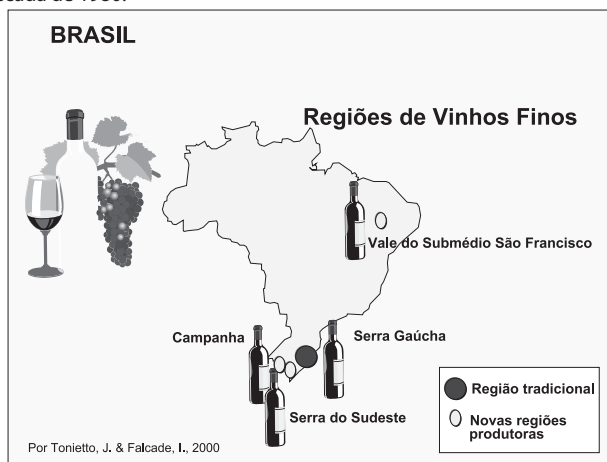 BRASIL
Regiões de Vinhos Finos
Vale do Submédio São Francisco
Campanha
Serra Gaúcha
Serra do Sudeste
Região tradicional
Novas regiões
produtoras
Por Tonietto, J. & Falcade, I., 2000